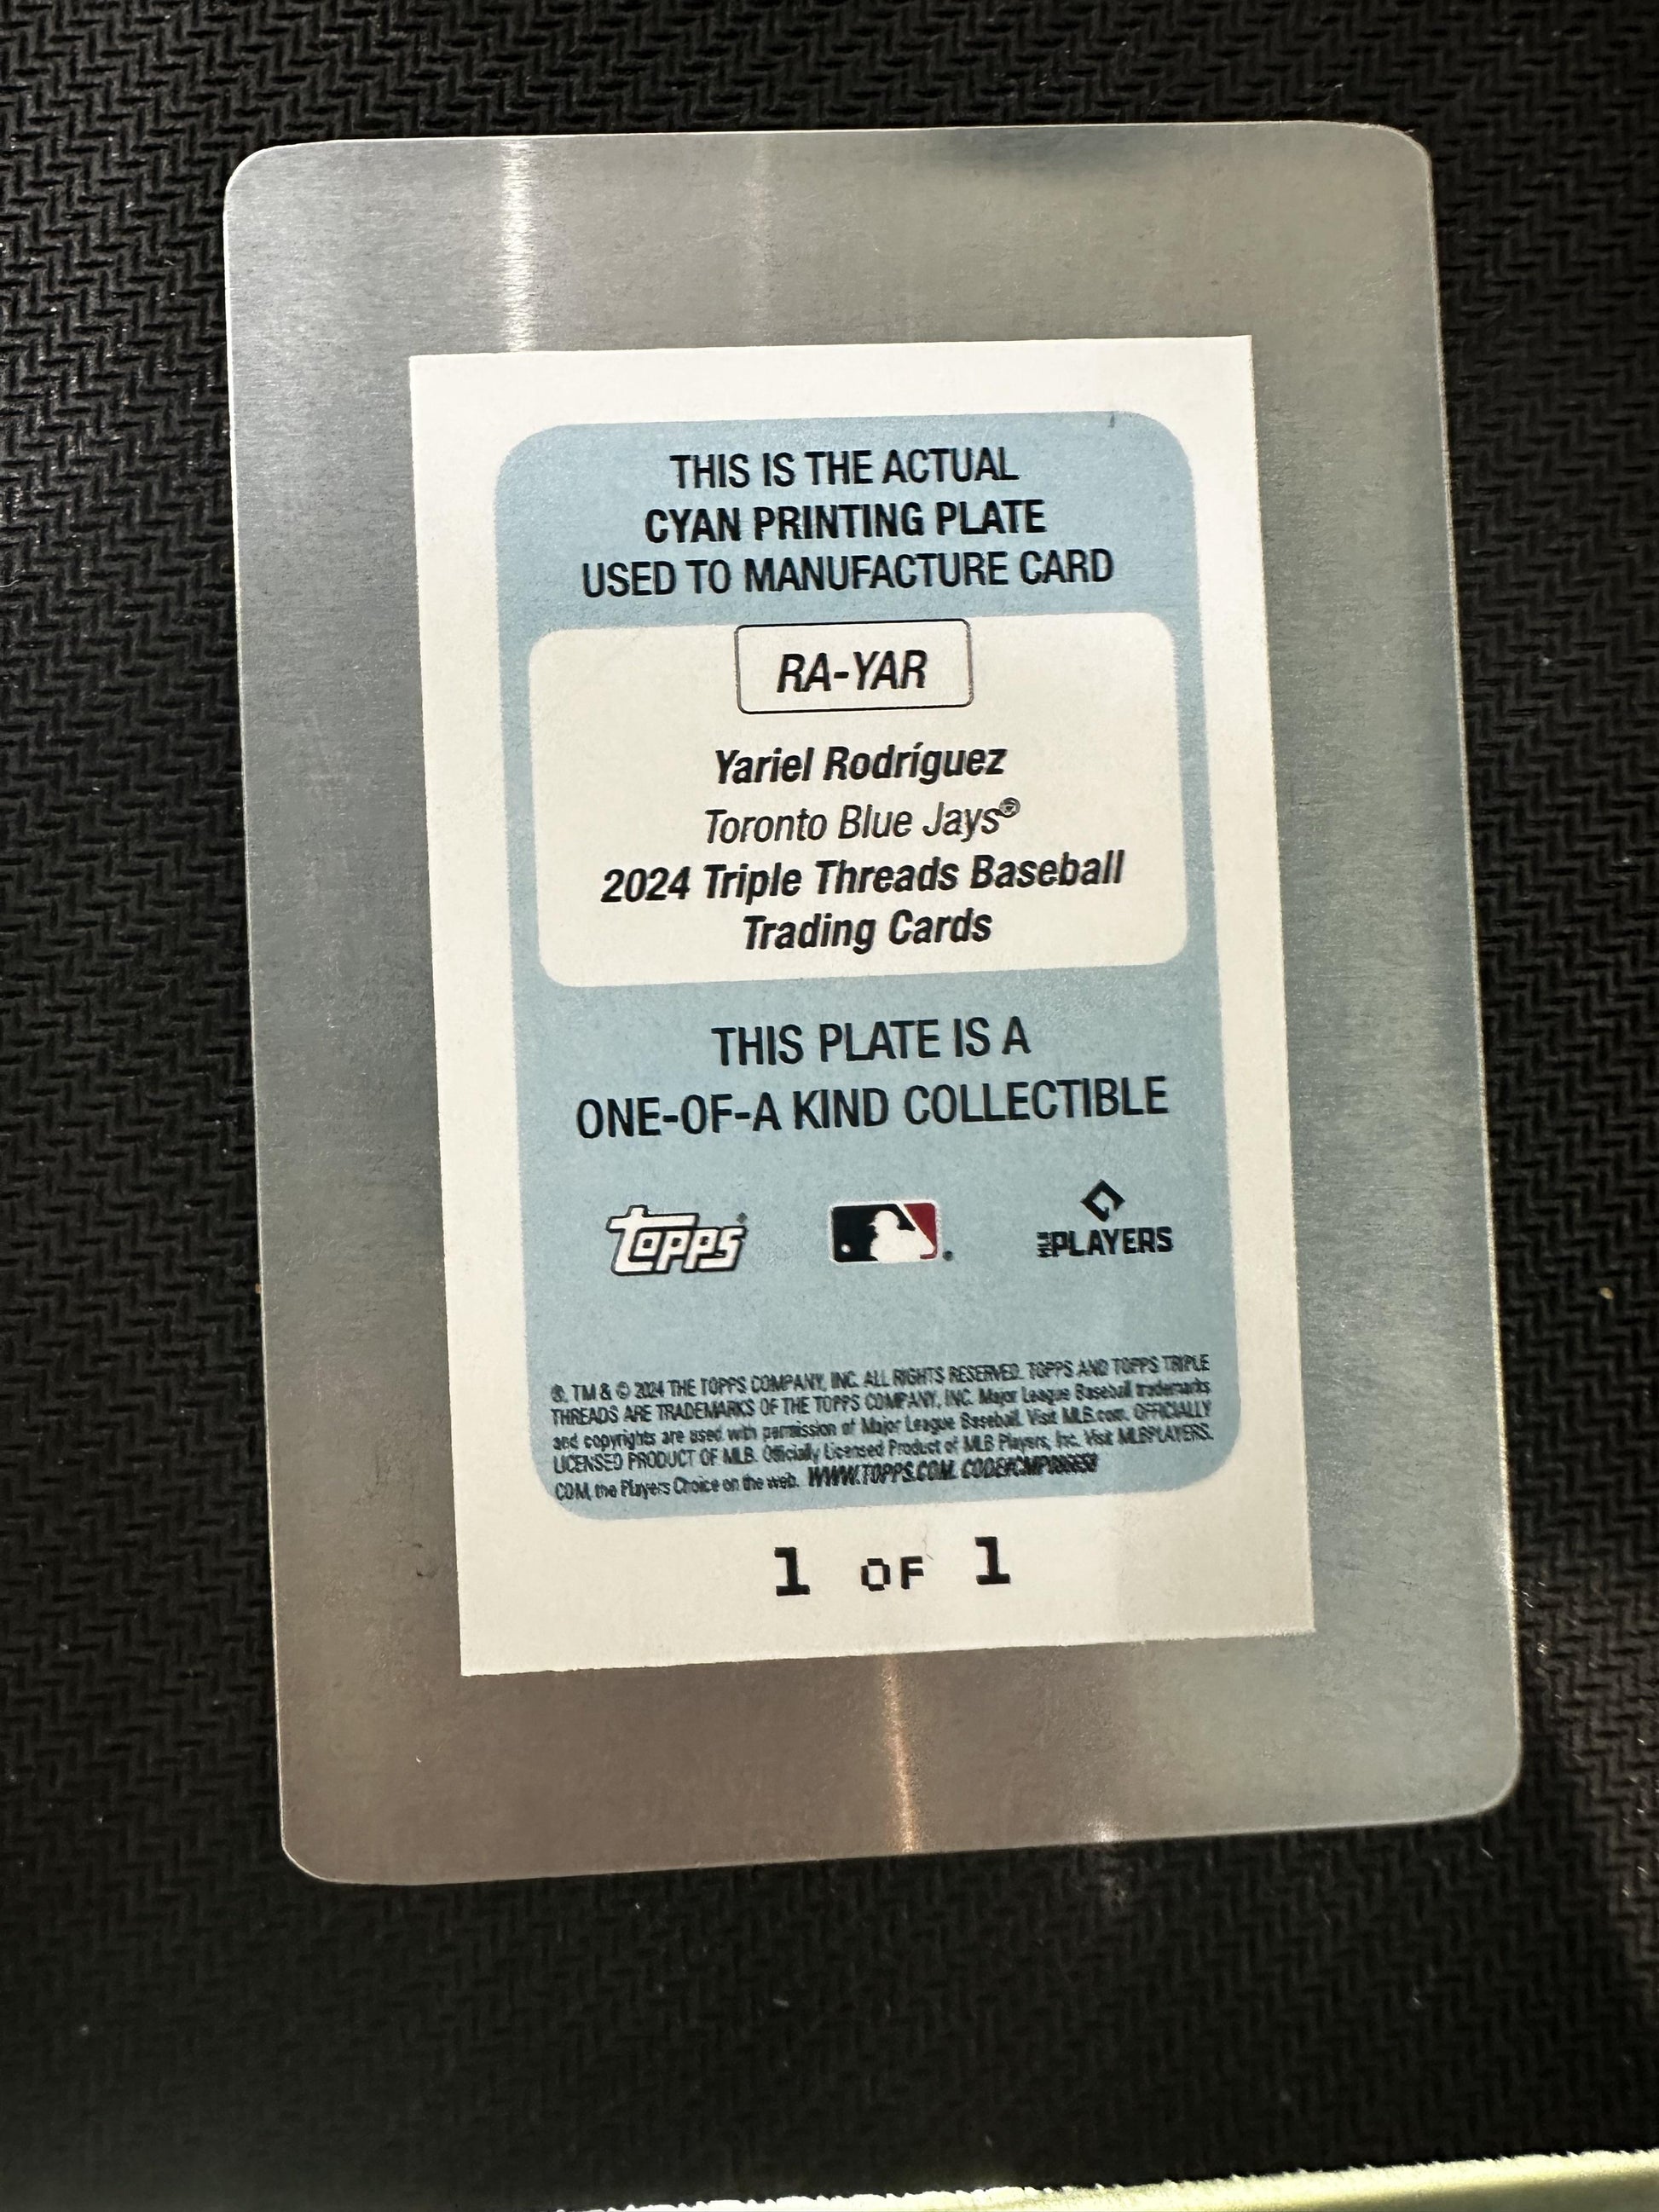 THIS IS THE ACTUAL
CYAN PRINTING PLATE
USED TO MANUFACTURE CARD
RA-YAR
Yariel Rodríguez
Toronto Blue Jays®
2024 Triple Threads Baseball
Trading Cards
THIS PLATE IS A
ONE-OF-A KIND COLLECTIBLE
Topps MLB PLAYERS
®, TM & © 2024 THE TOPPS COMPANY, INC. ALL RIGHTS RESERVED. TOPPS AND TOPPS TRIPLE
THREADS ARE TRADEMARKS OF THE TOPPS COMPANY, INC. Major League Baseball trademarks
and copyrights are used with permission of Major League Baseball. Visit MLB.com. OFFICIALLY
LICENSED PRODUCT OF MLB. Officially Licensed Product of MLB Players, Inc. Visit MLBPLAYERS.
COM, the Players Choice on the web. WWW.TOPPS.COM.
1 OF 1